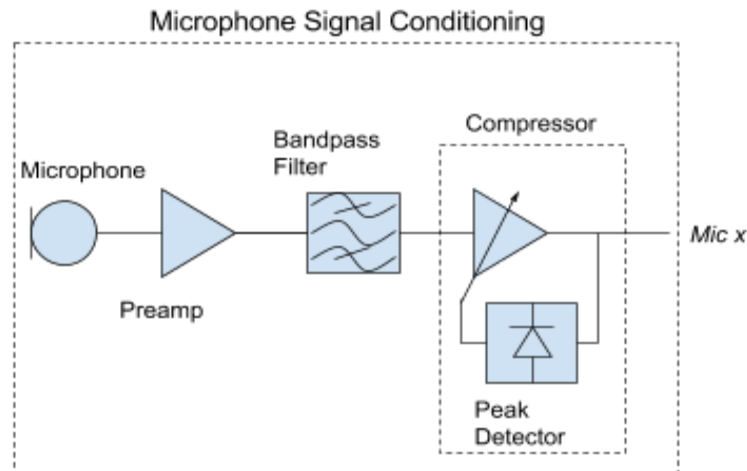 Microphone Signal Conditioning
Compressor
Bandpass
Filter
Microphone
Mic x
Preamp
Peak
Detector